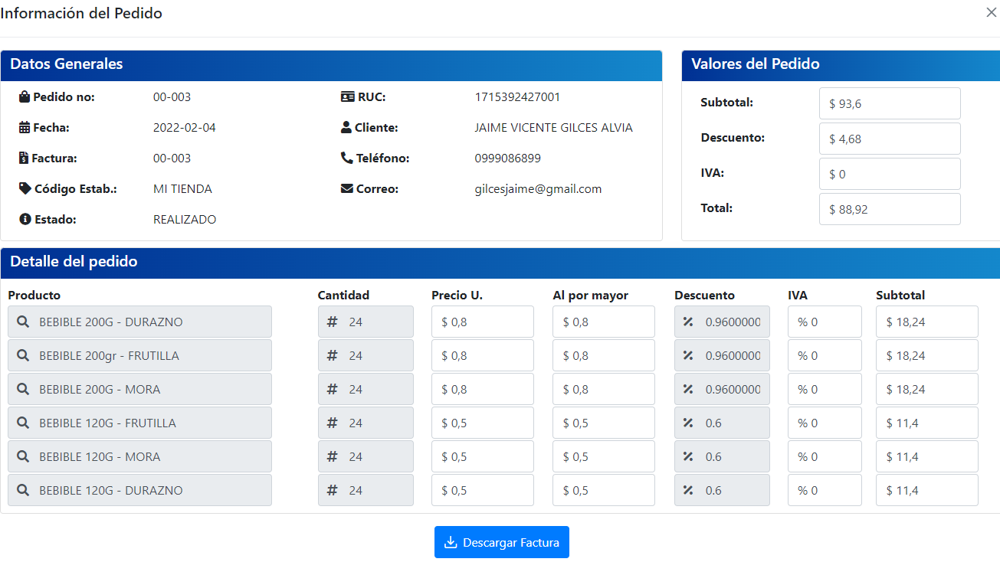 Información del Pedido
Datos Generales
Pedido no: 00-003 RUC: 1715392427001
Fecha: 2022-02-04 Cliente: JAIME VICENTE GILCES ALVIA
Factura: 00-003 Teléfono: 0999086899
Código Estab.: MI TIENDA Correo: gilcesjaime@gmail.com
Estado: REALIZADO
Valores del Pedido
Subtotal: $ 93,6
Descuento: $ 4,68
IVA: $ 0
Total: $ 88,92
Detalle del pedido
Producto Cantidad Precio U. Al por mayor Descuento IVA Subtotal
BEBIBLE 200G - DURAZNO # 24 $ 0,8 $ 0,8 % 0.9600000 % 0 $ 18,24
BEBIBLE 200gr - FRUTILLA # 24 $ 0,8 $ 0,8 % 0.9600000 % 0 $ 18,24
BEBIBLE 200G - MORA # 24 $ 0,8 $ 0,8 % 0.9600000 % 0 $ 18,24
BEBIBLE 120G - FRUTILLA # 24 $ 0,5 $ 0,5 % 0.6 % 0 $ 11,4
BEBIBLE 120G - MORA # 24 $ 0,5 $ 0,5 % 0.6 % 0 $ 11,4
BEBIBLE 120G - DURAZNO # 24 $ 0,5 $ 0,5 % 0.6 % 0 $ 11,4
Descargar Factura